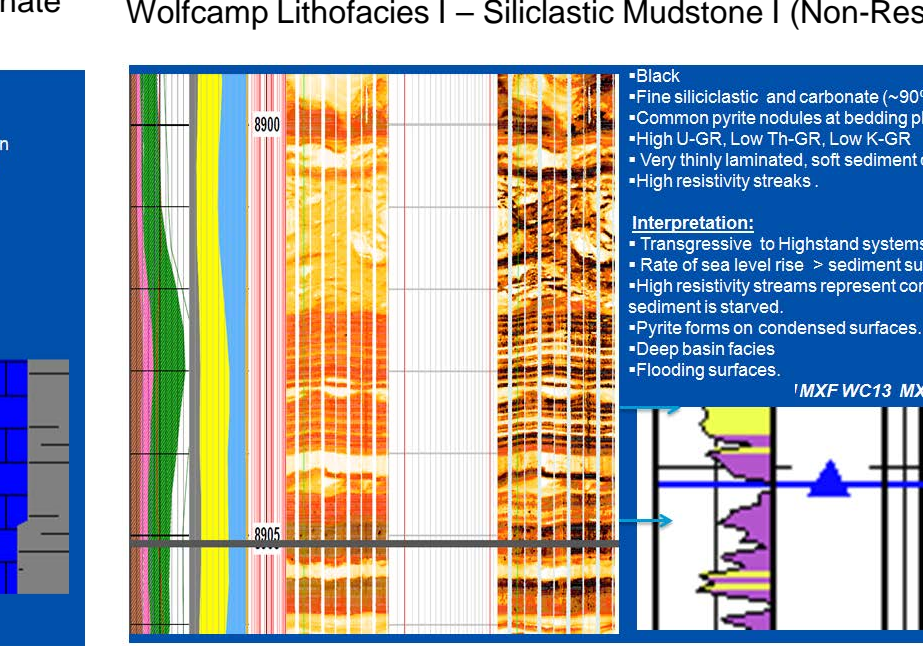 nate
Wolfcamp Lithofacies I – Siliclastic Mudstone I (Non-Res
n
8900
8905
▪Black
▪Fine siliciclastic and carbonate (~90%
▪Common pyrite nodules at bedding pl
▪High U-GR, Low Th-GR, Low K-GR
▪ Very thinly laminated, soft sediment
▪High resistivity streaks .
Interpretation:
▪ Transgressive to Highstand systems
▪ Rate of sea level rise > sediment su
▪High resistivity streams represent con
sediment is starved.
▪Pyrite forms on condensed surfaces.
▪Deep basin facies
▪Flooding surfaces.
MXF WC13 MX